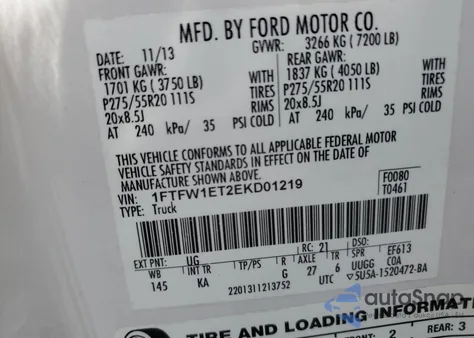 MFD. BY FORD MOTOR CO.
DATE: 11/13 GVWR: 3266 KG ( 7200 LB)
FRONT GAWR: REAR GAWR:
1701 KG ( 3750 LB) WITH 1837 KG ( 4050 LB) WITH
P275/55R20 111S TIRES P275/55R20 111S TIRES
20x8.5J RIMS 20x8.5J RIMS
AT 240 kPa/ 35 PSI COLD AT 240 kPa/ 35 PSI COLD
THIS VEHICLE CONFORMS TO ALL APPLICABLE FEDERAL MOTOR
VEHICLE SAFETY STANDARDS IN EFFECT ON THE DATE OF
MANUFACTURE SHOWN ABOVE.
VIN: 1FTFW1ET2EKD01219 F0080
TYPE: Truck T0461
EXT PNT: UG RC: 21 DSO:
WB INT TR TP/PS R AXLE TR SPR EF613
145 KA G 27 6 UUGG COA
2201311213752 UTC 5U5A-1520472-BA
autoSnap
TIRE AND LOADING INFORMATI
2 REAR: 3